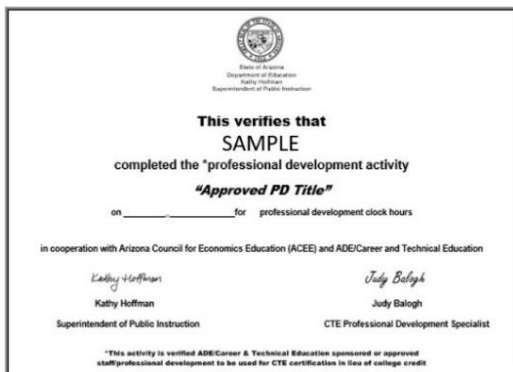 State of Arizona
Department of Education
Kathy Hoffman
Superintendent of Public Instruction
This verifies that
SAMPLE
completed the *professional development activity
"Approved PD Title"
on ________,________for professional development clock hours
in cooperation with Arizona Council for Economics Education (ACEE) and ADE/Career and Technical Education
Kathy Hoffman Judy Balogh
Kathy Hoffman Judy Balogh
Superintendent of Public Instruction CTE Professional Development Specialist
*This activity is verified ADE/Career & Technical Education sponsored or approved
staff/professional development to be used for CTE certification in lieu of college credit